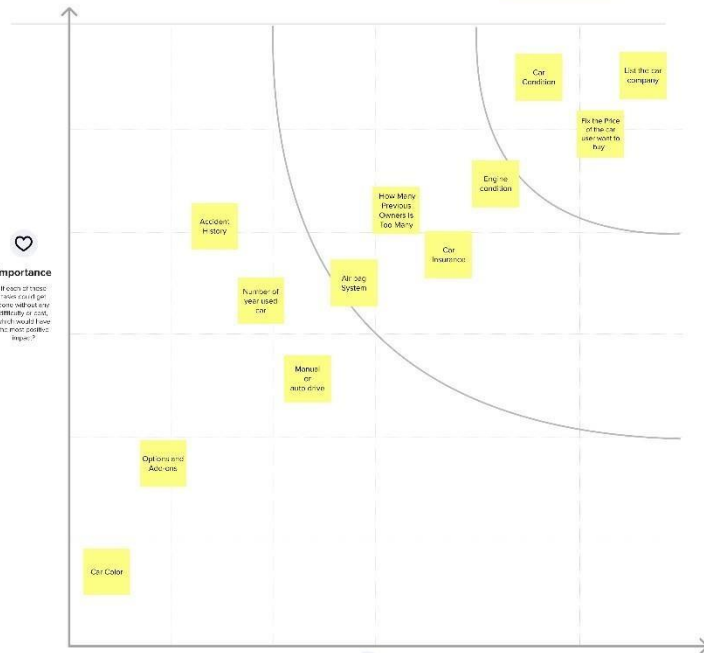 Car
Condition
List the car
company
Fix the Price
of the car
user want to
buy
Engine
condition
How Many
Previous
Owners Is
Too Many
Accident
History
Car
Insurance
Air bag
System
mportance
If each of these
tasks could get
done without any
difficulty or cost,
which would have
the most positive
impact?
Number of
year used
car
Manual
or
auto drive
Options and
Add-ons
Car Color